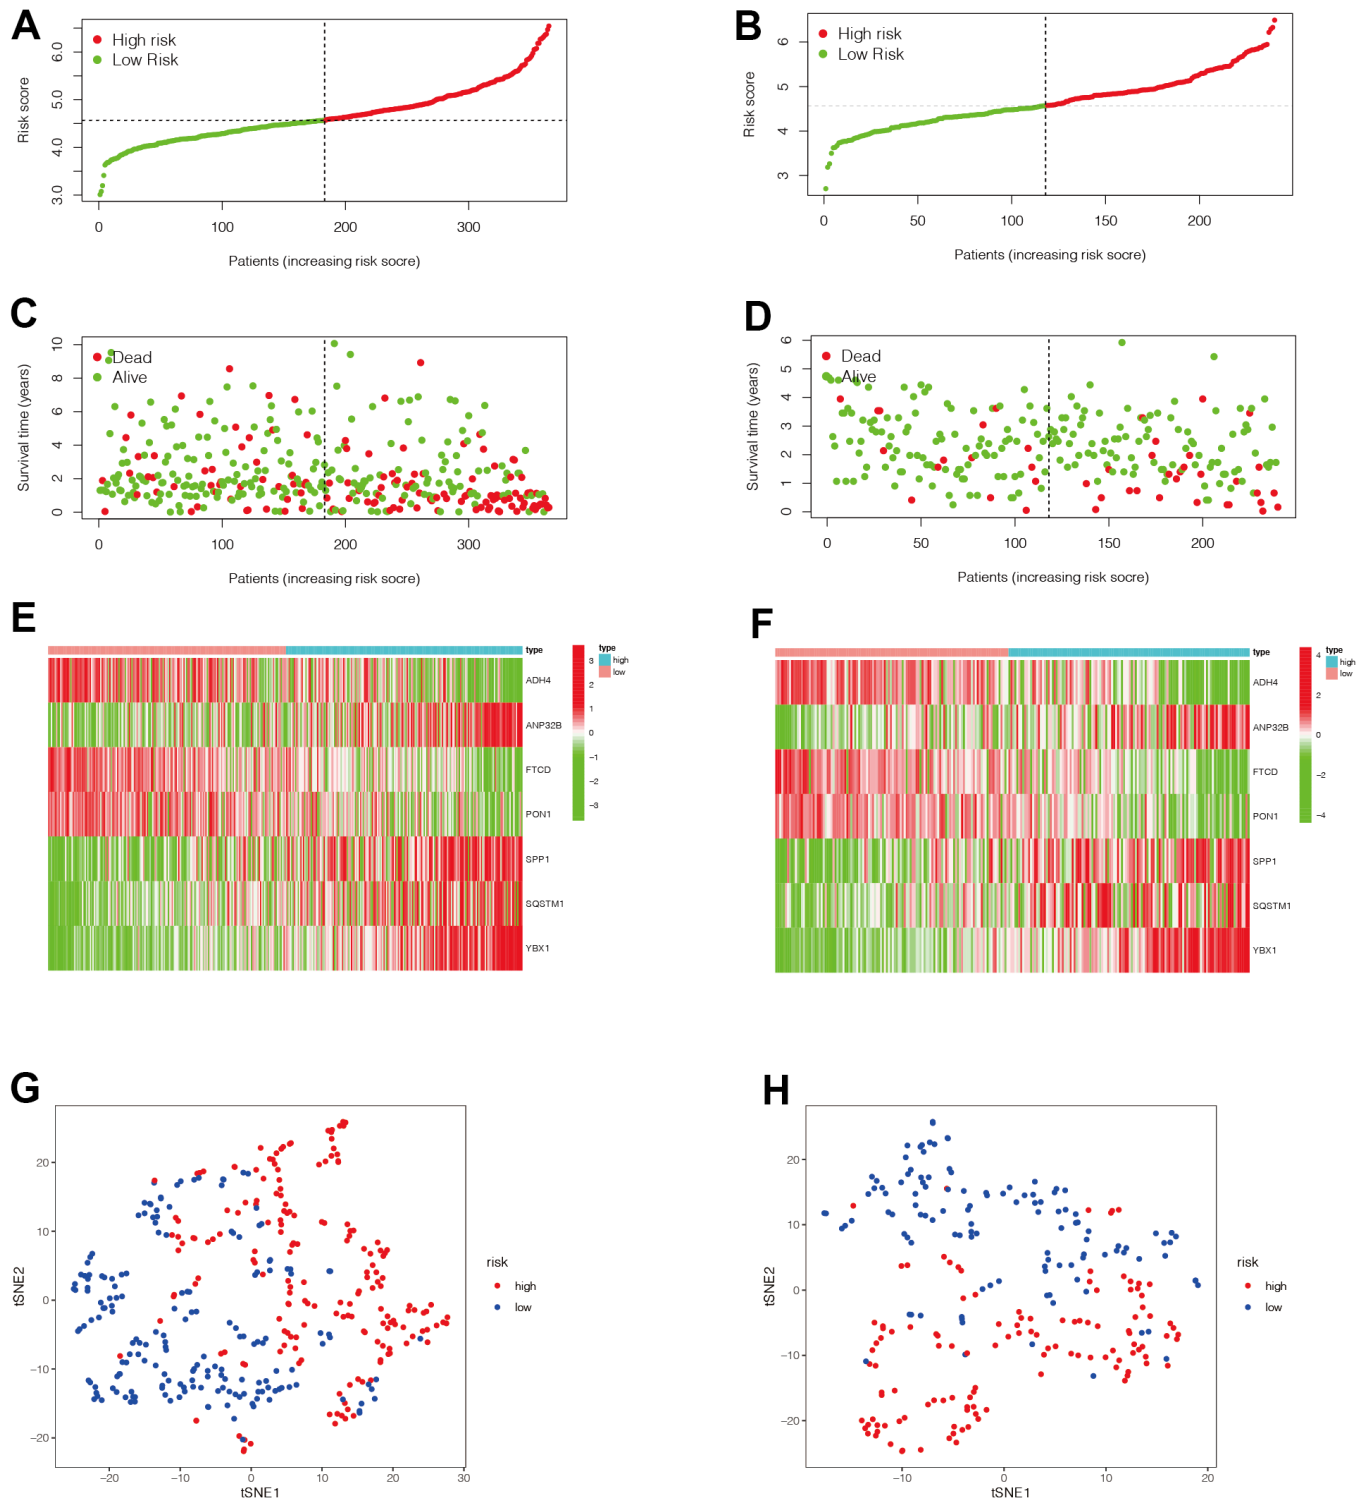 A
High risk
Low Risk
Risk score
3.0
4.0
5.0
6.0
0
100
200
300
Patients (increasing risk socre)
B
High risk
Low Risk
Risk score
3
4
5
6
0
50
100
150
200
Patients (increasing risk socre)
C
Dead
Alive
Survival time (years)
0
2
4
6
8
10
0
100
200
300
Patients (increasing risk socre)
D
Dead
Alive
Survival time (years)
0
1
2
3
4
5
6
0
50
100
150
200
Patients (increasing risk socre)
E
type
ADH4
ANP32B
FTCD
PON1
SPP1
SQSTM1
YBX1
3
2
1
0
−1
−2
−3
type
high
low
F
type
ADH4
ANP32B
FTCD
PON1
SPP1
SQSTM1
YBX1
4
2
0
−2
−4
type
high
low
G
tSNE2
20
10
0
−10
−20
−20
−10
0
10
20
30
tSNE1
risk
high
low
H
tSNE2
20
10
0
−10
−20
−10
0
10
20
tSNE1
risk
high
low